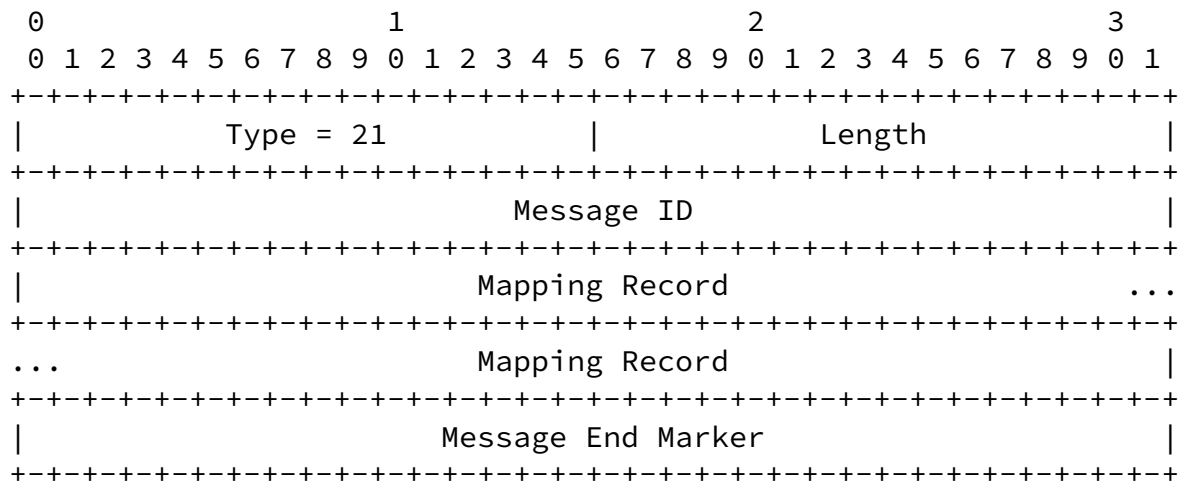 0                   1                   2                   3
 0 1 2 3 4 5 6 7 8 9 0 1 2 3 4 5 6 7 8 9 0 1 2 3 4 5 6 7 8 9 0 1
+-+-+-+-+-+-+-+-+-+-+-+-+-+-+-+-+-+-+-+-+-+-+-+-+-+-+-+-+-+-+-+-+
|           Type = 21           |            Length             |
+-+-+-+-+-+-+-+-+-+-+-+-+-+-+-+-+-+-+-+-+-+-+-+-+-+-+-+-+-+-+-+-+
|                           Message ID                          |
+-+-+-+-+-+-+-+-+-+-+-+-+-+-+-+-+-+-+-+-+-+-+-+-+-+-+-+-+-+-+-+-+
|                         Mapping Record                      ...
+-+-+-+-+-+-+-+-+-+-+-+-+-+-+-+-+-+-+-+-+-+-+-+-+-+-+-+-+-+-+-+-+
...                       Mapping Record                        |
+-+-+-+-+-+-+-+-+-+-+-+-+-+-+-+-+-+-+-+-+-+-+-+-+-+-+-+-+-+-+-+-+
|                       Message End Marker                      |
+-+-+-+-+-+-+-+-+-+-+-+-+-+-+-+-+-+-+-+-+-+-+-+-+-+-+-+-+-+-+-+-+